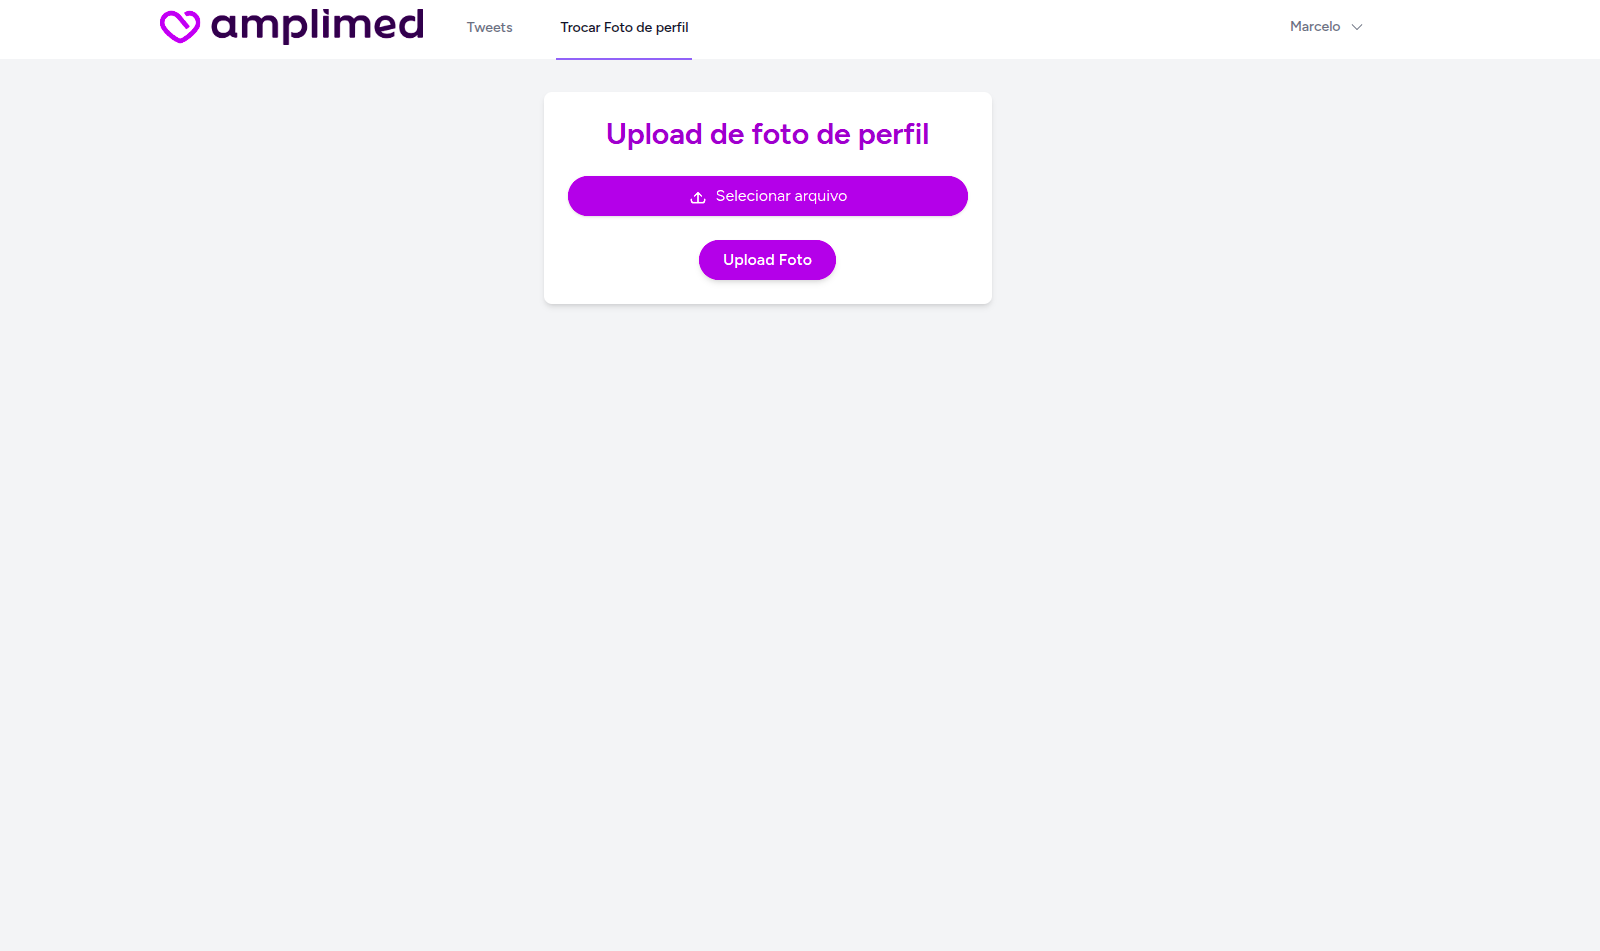 amplimed
Tweets
Trocar Foto de perfil
Marcelo
Upload de foto de perfil
Selecionar arquivo
Upload Foto